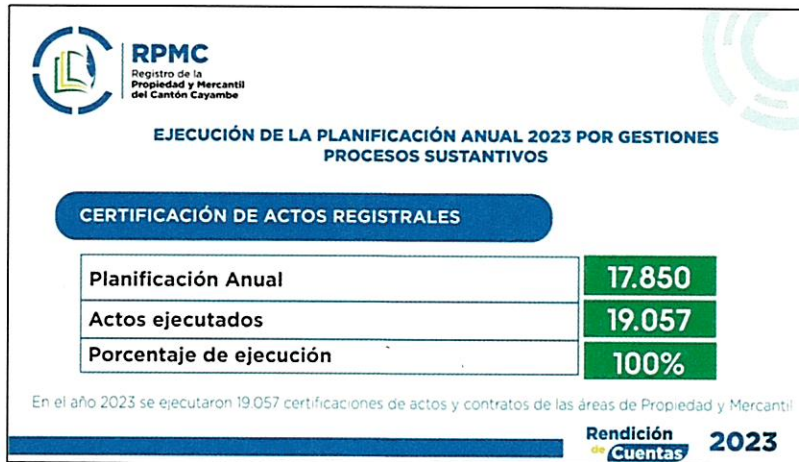 RPMC
Registro de la
Propiedad y Mercantil
del Cantón Cayambe
EJECUCIÓN DE LA PLANIFICACIÓN ANUAL 2023 POR GESTIONES
PROCESOS SUSTANTIVOS
CERTIFICACIÓN DE ACTOS REGISTRALES
Planificación Anual 17.850
Actos ejecutados 19.057
Porcentaje de ejecución 100%
En el año 2023 se ejecutaron 19.057 certificaciones de actos y contratos de las áreas de Propiedad y Mercantil
Rendición
de Cuentas 2023